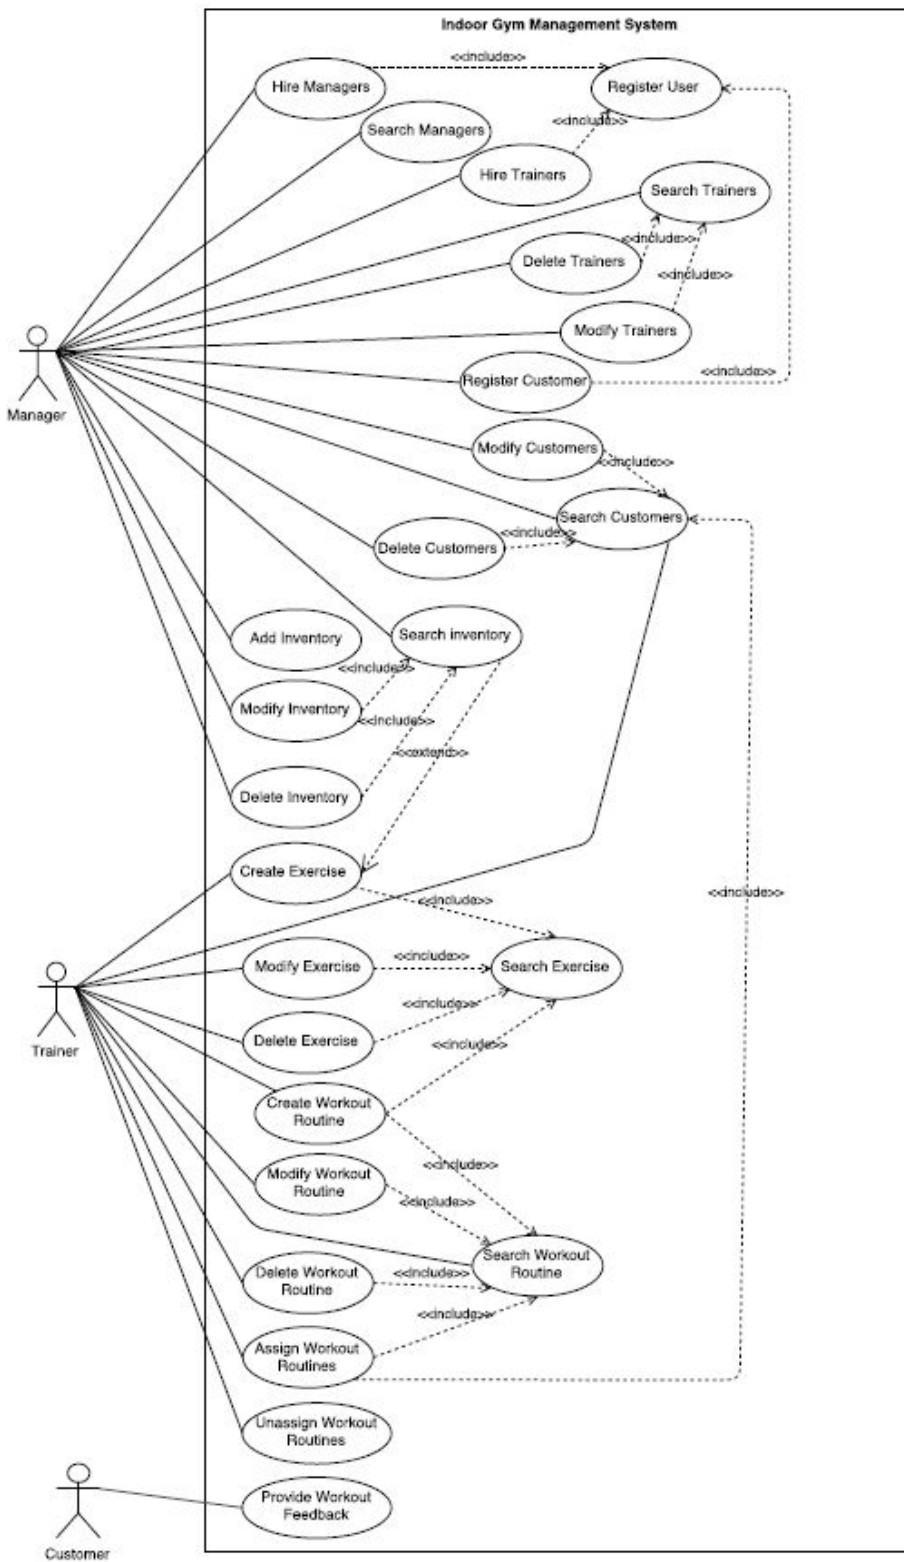 Indoor Gym Management System
<<include>>
Hire Managers
Register User
<<include>>
Search Managers
Hire Trainers
Search Trainers
<<include>>
Delete Trainers
<<include>>
Modify Trainers
<<include>>
Register Customer
Manager
Modify Customers
<<include>>
Search Customers
<<include>>
Delete Customers
Add Inventory
Search inventory
<<include>>
Modify Inventory
<<include>>
<<extend>>
Delete Inventory
Create Exercise
<<include>>
<<include>>
Modify Exercise
<<include>>
Search Exercise
<<include>>
Delete Exercise
<<include>>
Trainer
Create Workout
Routine
<<include>>
Modify Workout
Routine
<<include>>
Search Workout
Routine
Delete Workout
Routine
<<include>>
<<include>>
Assign Workout
Routines
Unassign Workout
Routines
Provide Workout
Feedback
Customer